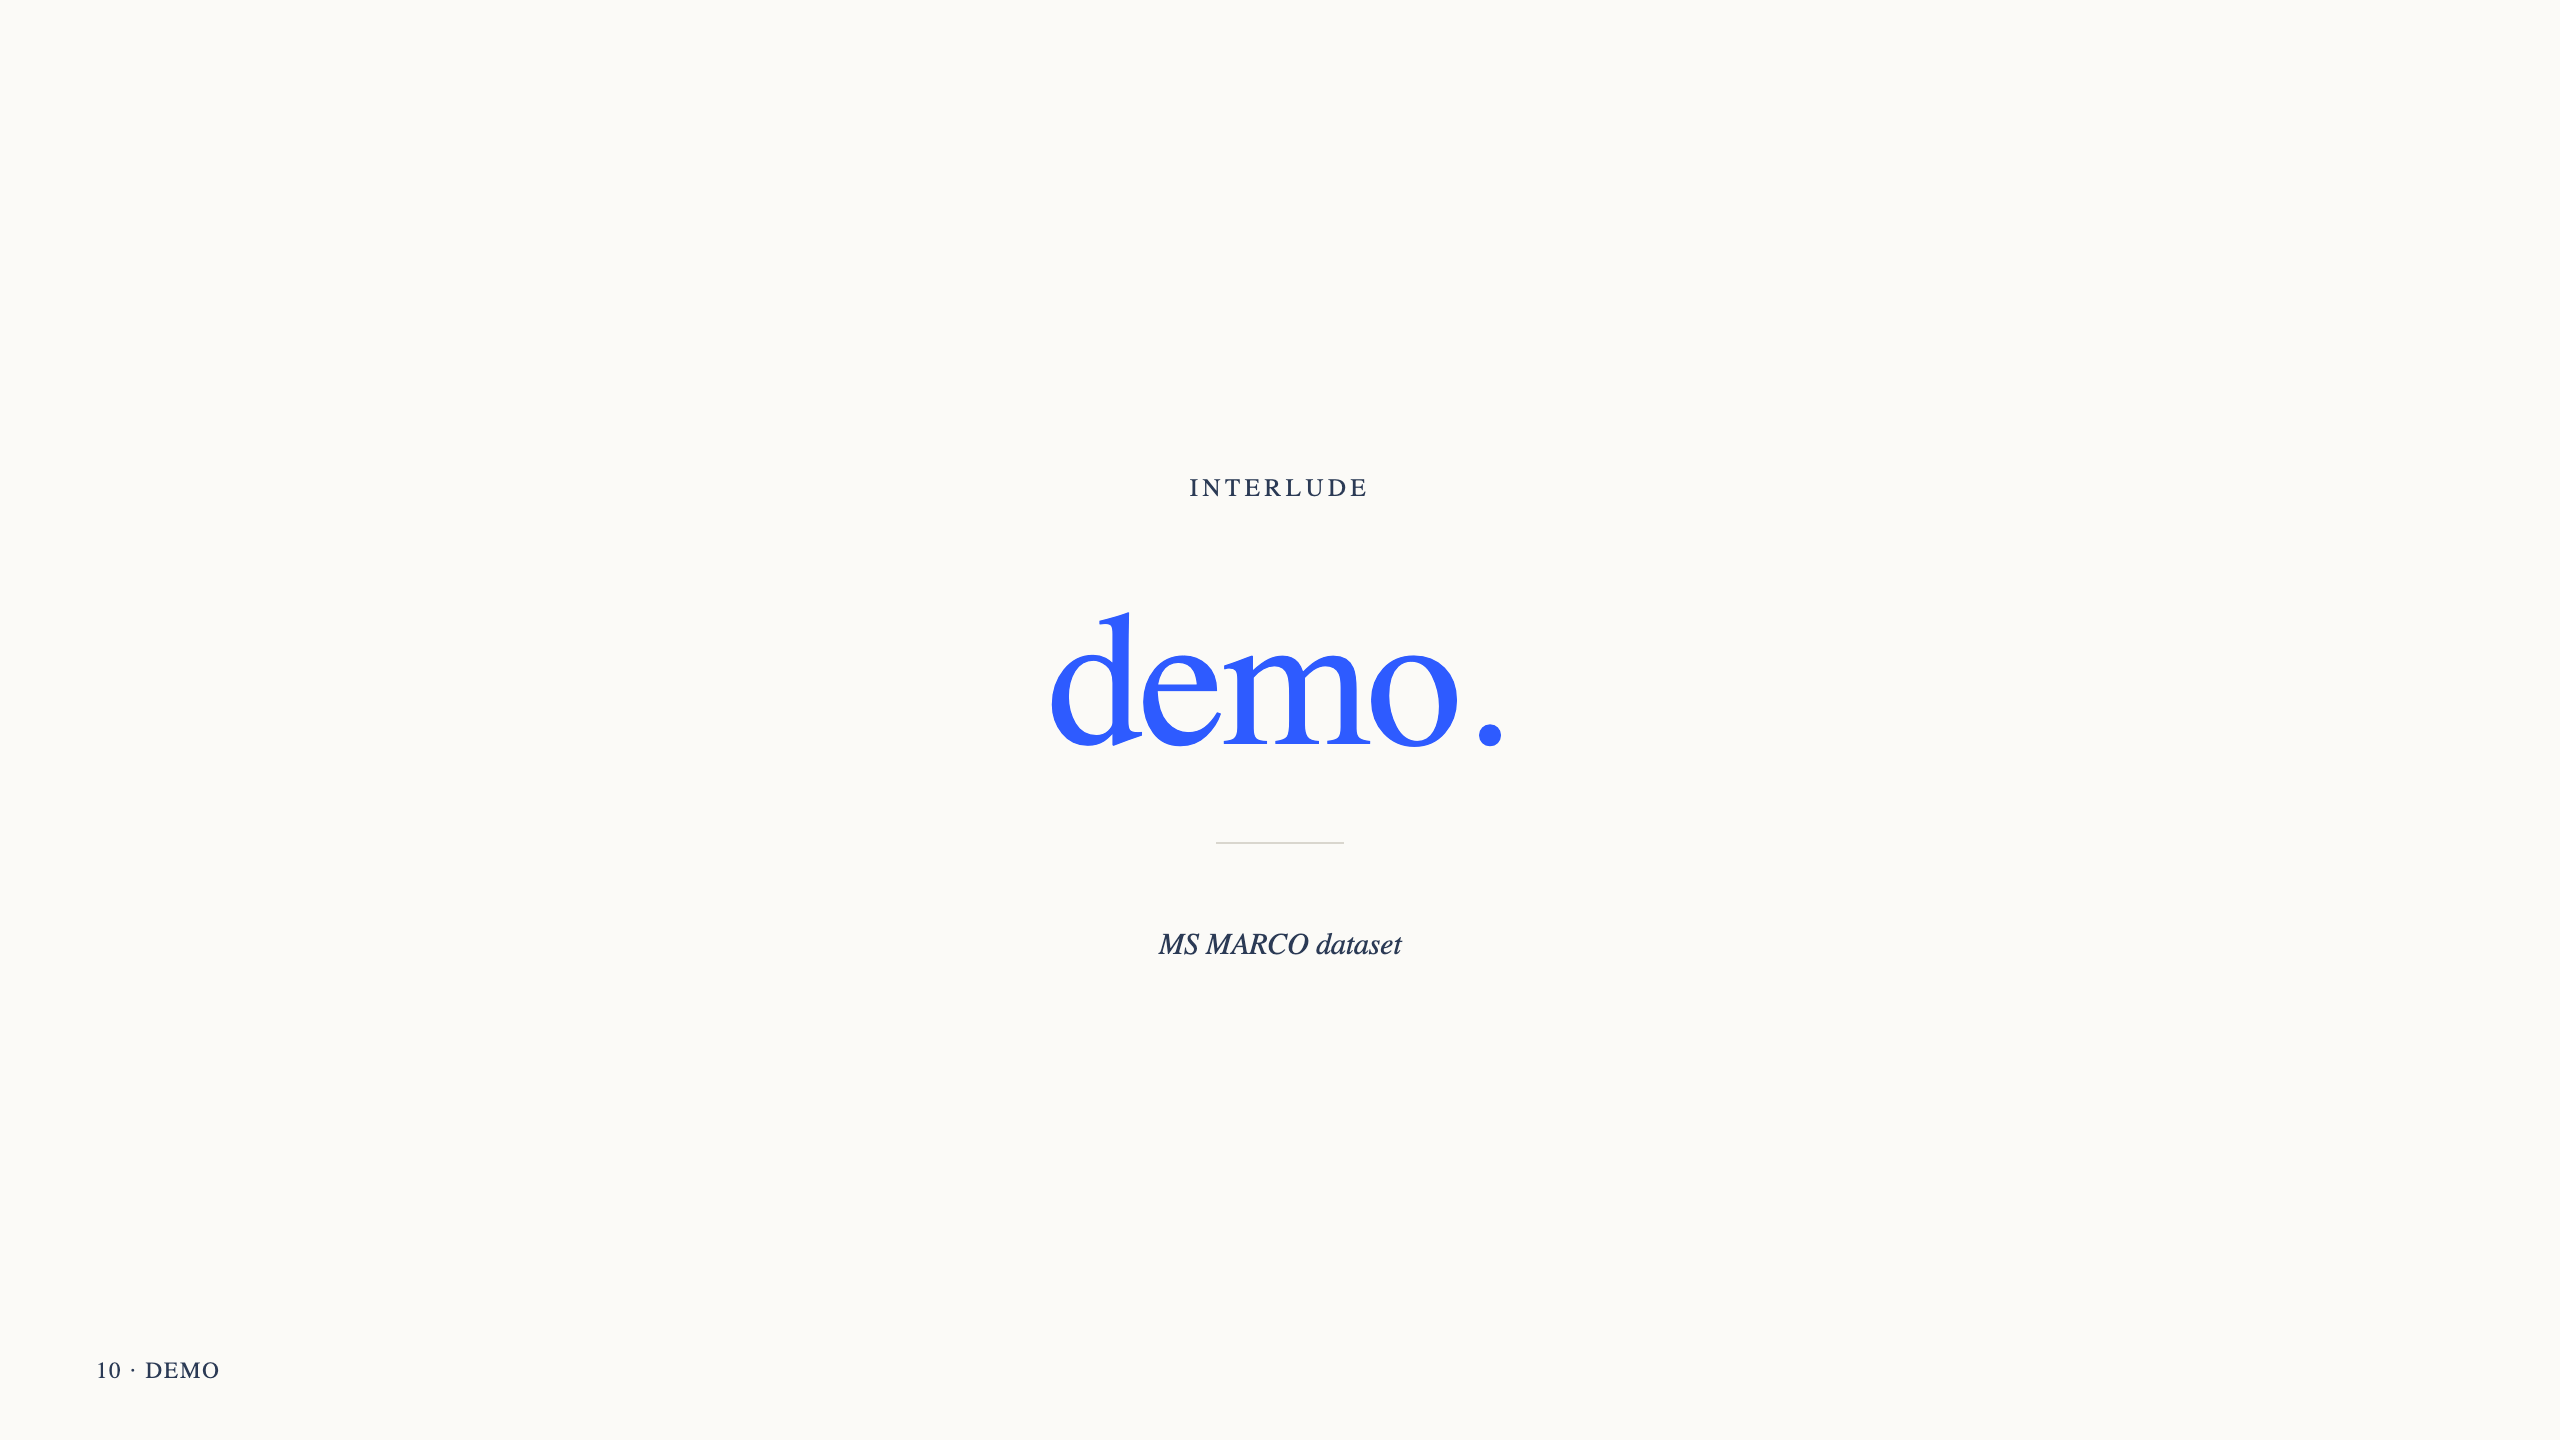 INTERLUDE
demo.
MS MARCO dataset
10 · DEMO